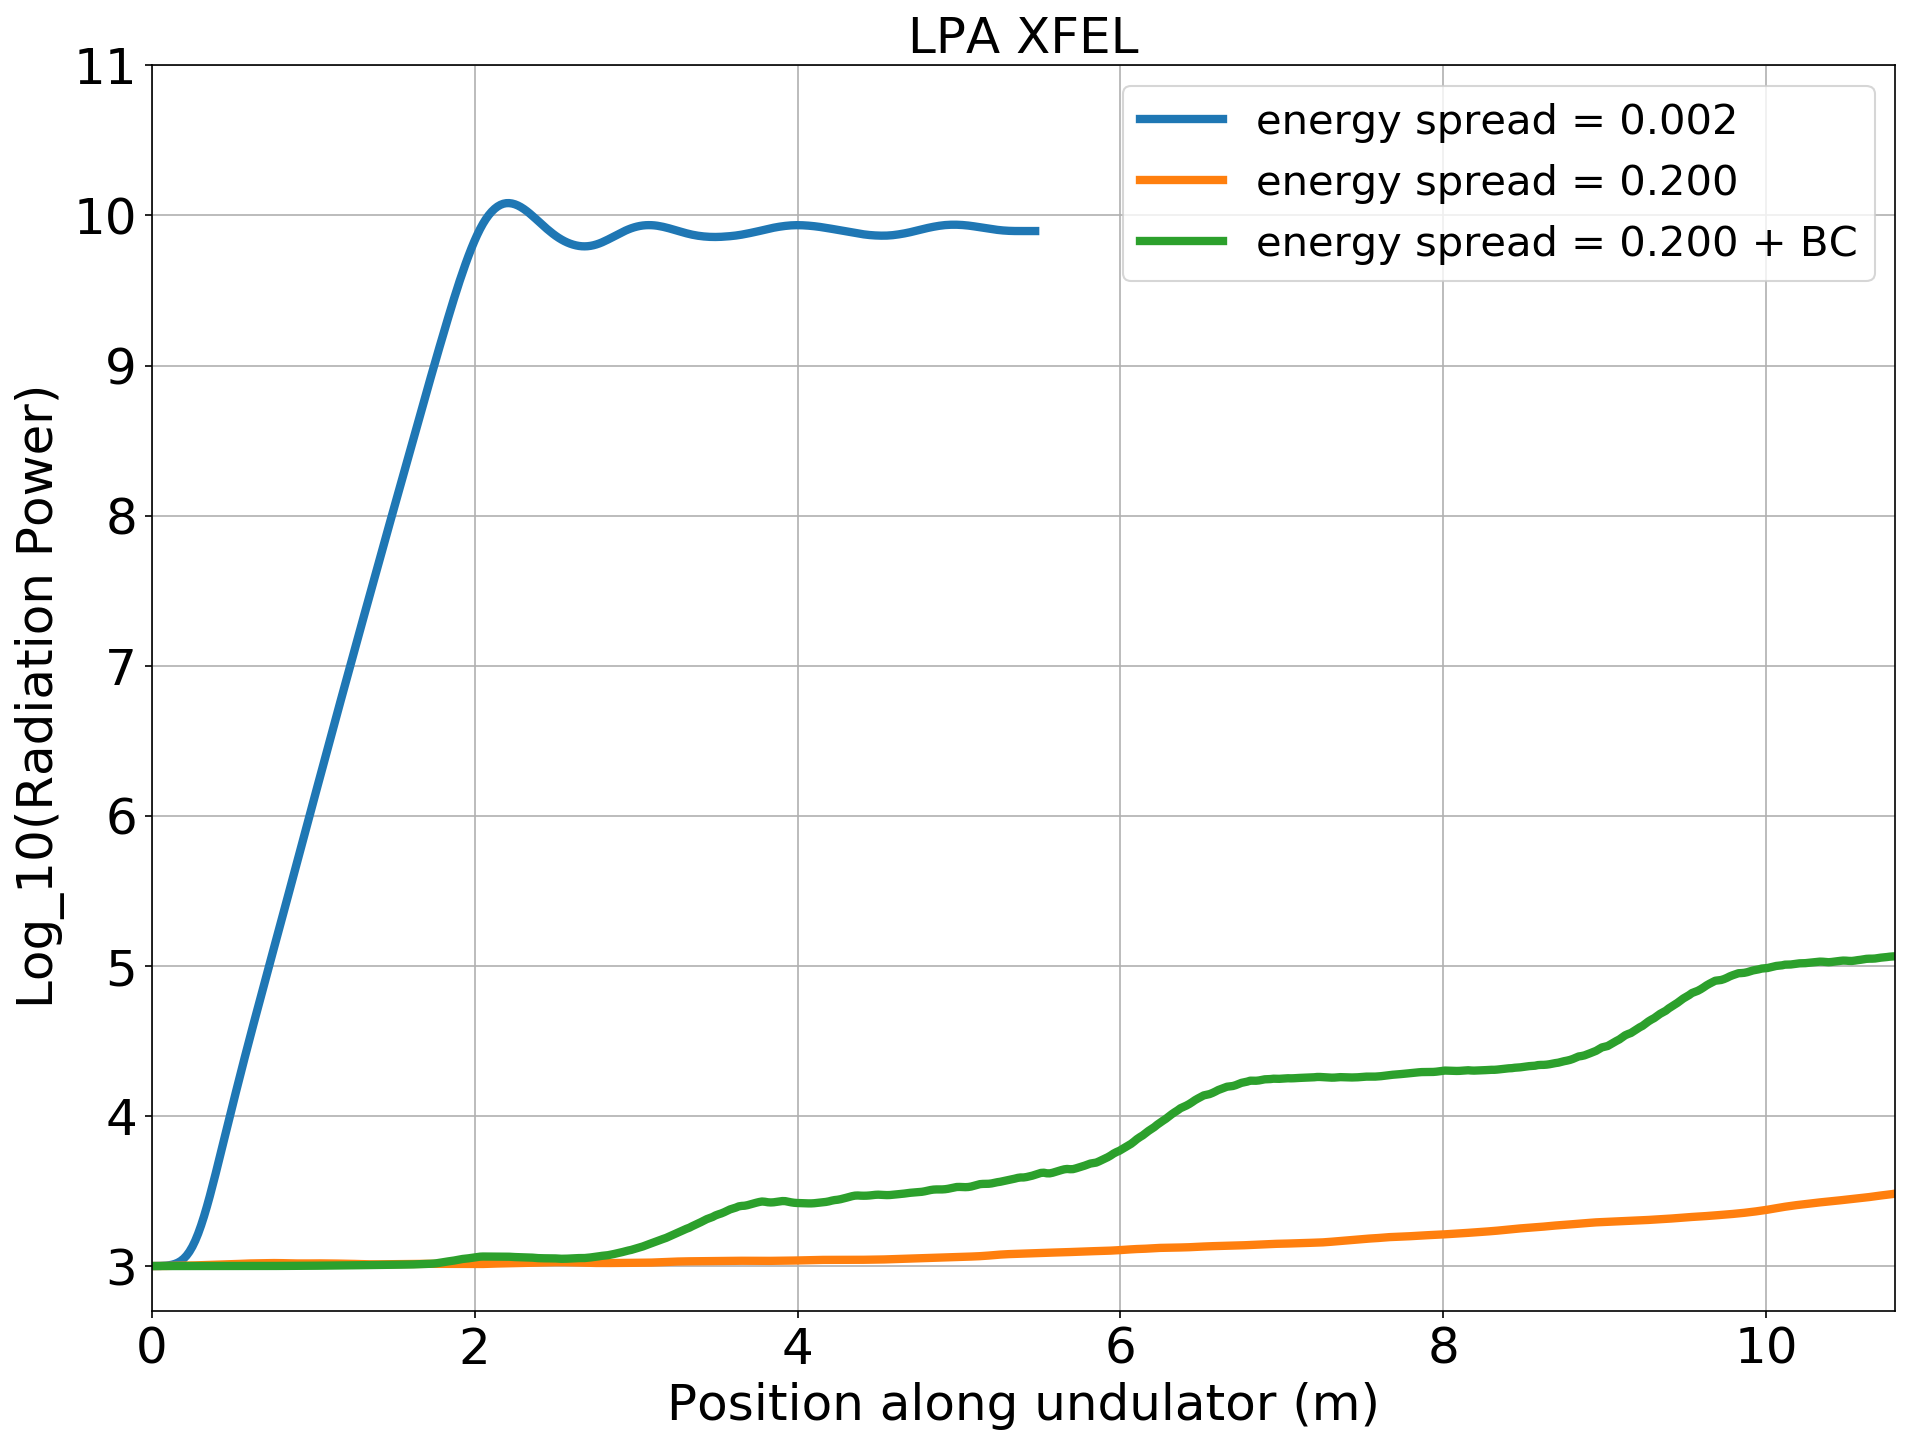 LPA XFEL
11
10
9
8
7
6
5
4
3
Log_10(Radiation Power)
energy spread = 0.002
energy spread = 0.200
energy spread = 0.200 + BC
0 2 4 6 8 10
Position along undulator (m)